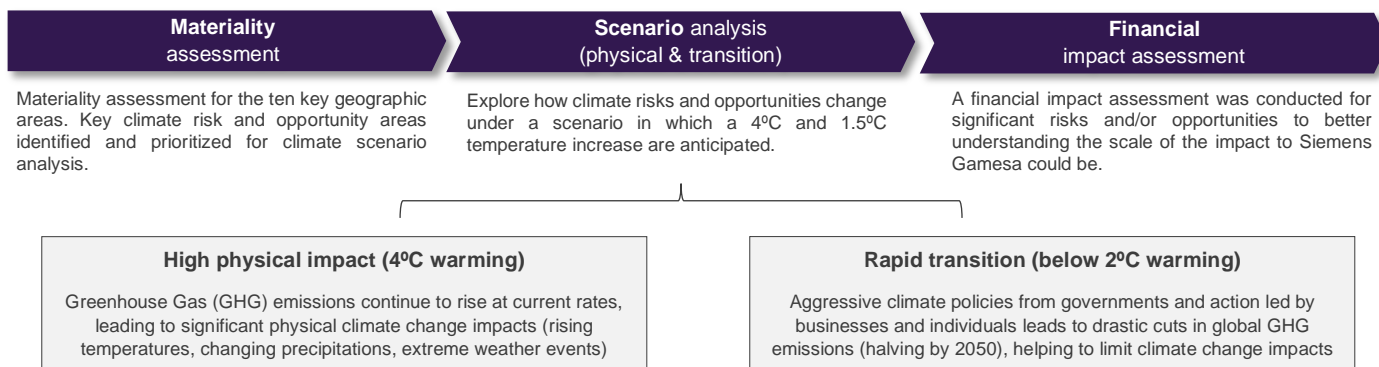 Materiality
assessment
Scenario analysis
(physical & transition)
Financial
impact assessment
Materiality assessment for the ten key geographic
areas. Key climate risk and opportunity areas
identified and prioritized for climate scenario
analysis.
Explore how climate risks and opportunities change
under a scenario in which a 4ºC and 1.5ºC
temperature increase are anticipated.
A financial impact assessment was conducted for
significant risks and/or opportunities to better
understanding the scale of the impact to Siemens
Gamesa could be.
High physical impact (4ºC warming)
Greenhouse Gas (GHG) emissions continue to rise at current rates,
leading to significant physical climate change impacts (rising
temperatures, changing precipitations, extreme weather events)
Rapid transition (below 2ºC warming)
Aggressive climate policies from governments and action led by
businesses and individuals leads to drastic cuts in global GHG
emissions (halving by 2050), helping to limit climate change impacts